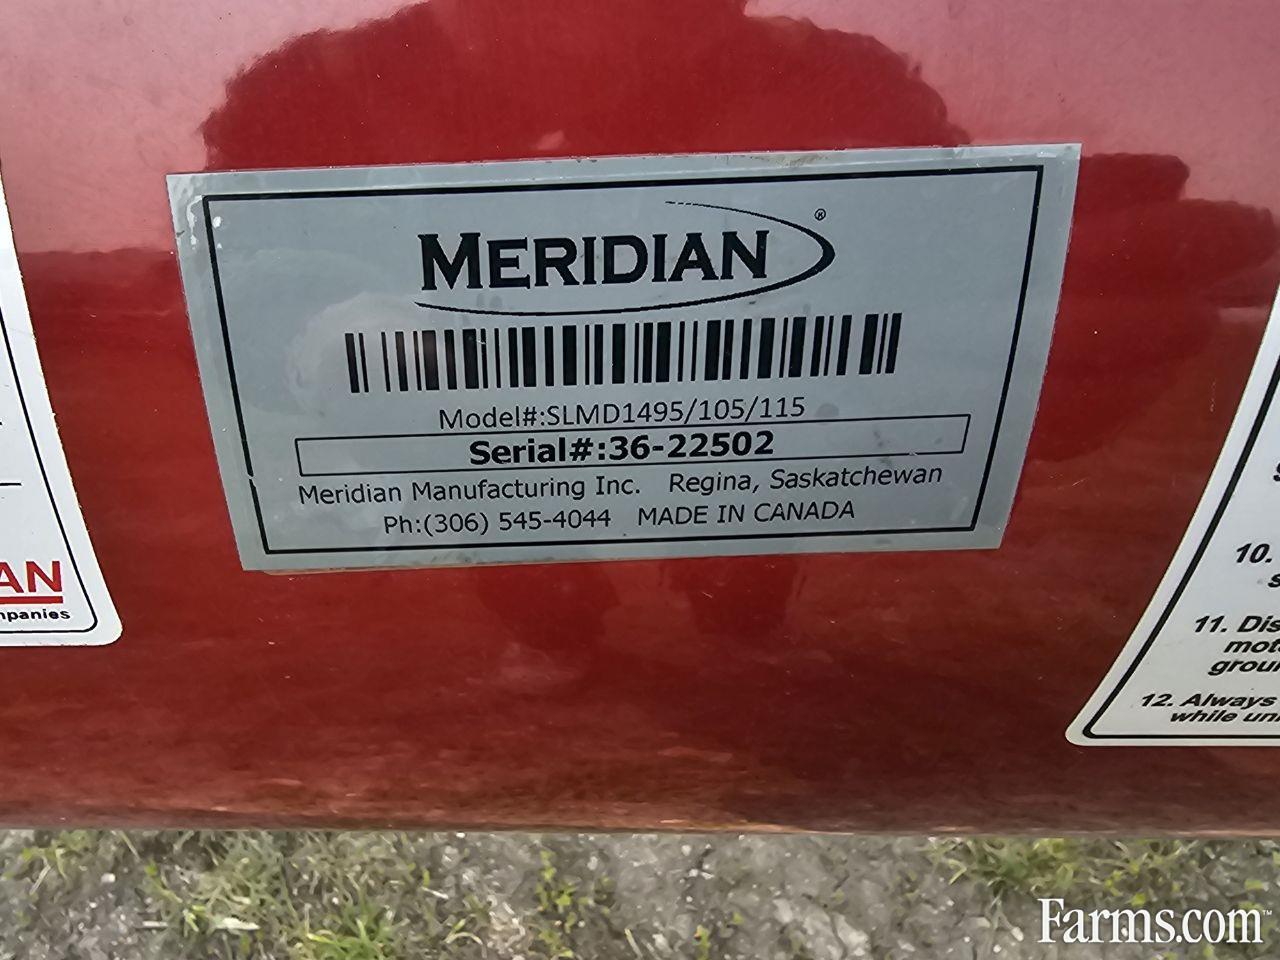 MERIDIAN®
Model#:SLMD1495/105/115
Serial#:36-22502
Meridian Manufacturing Inc. Regina, Saskatchewan
Ph:(306) 545-4044 MADE IN CANADA
AN
mpanies
10.
11. Dis
mot
grou
12. Always
while un
Farms.com™